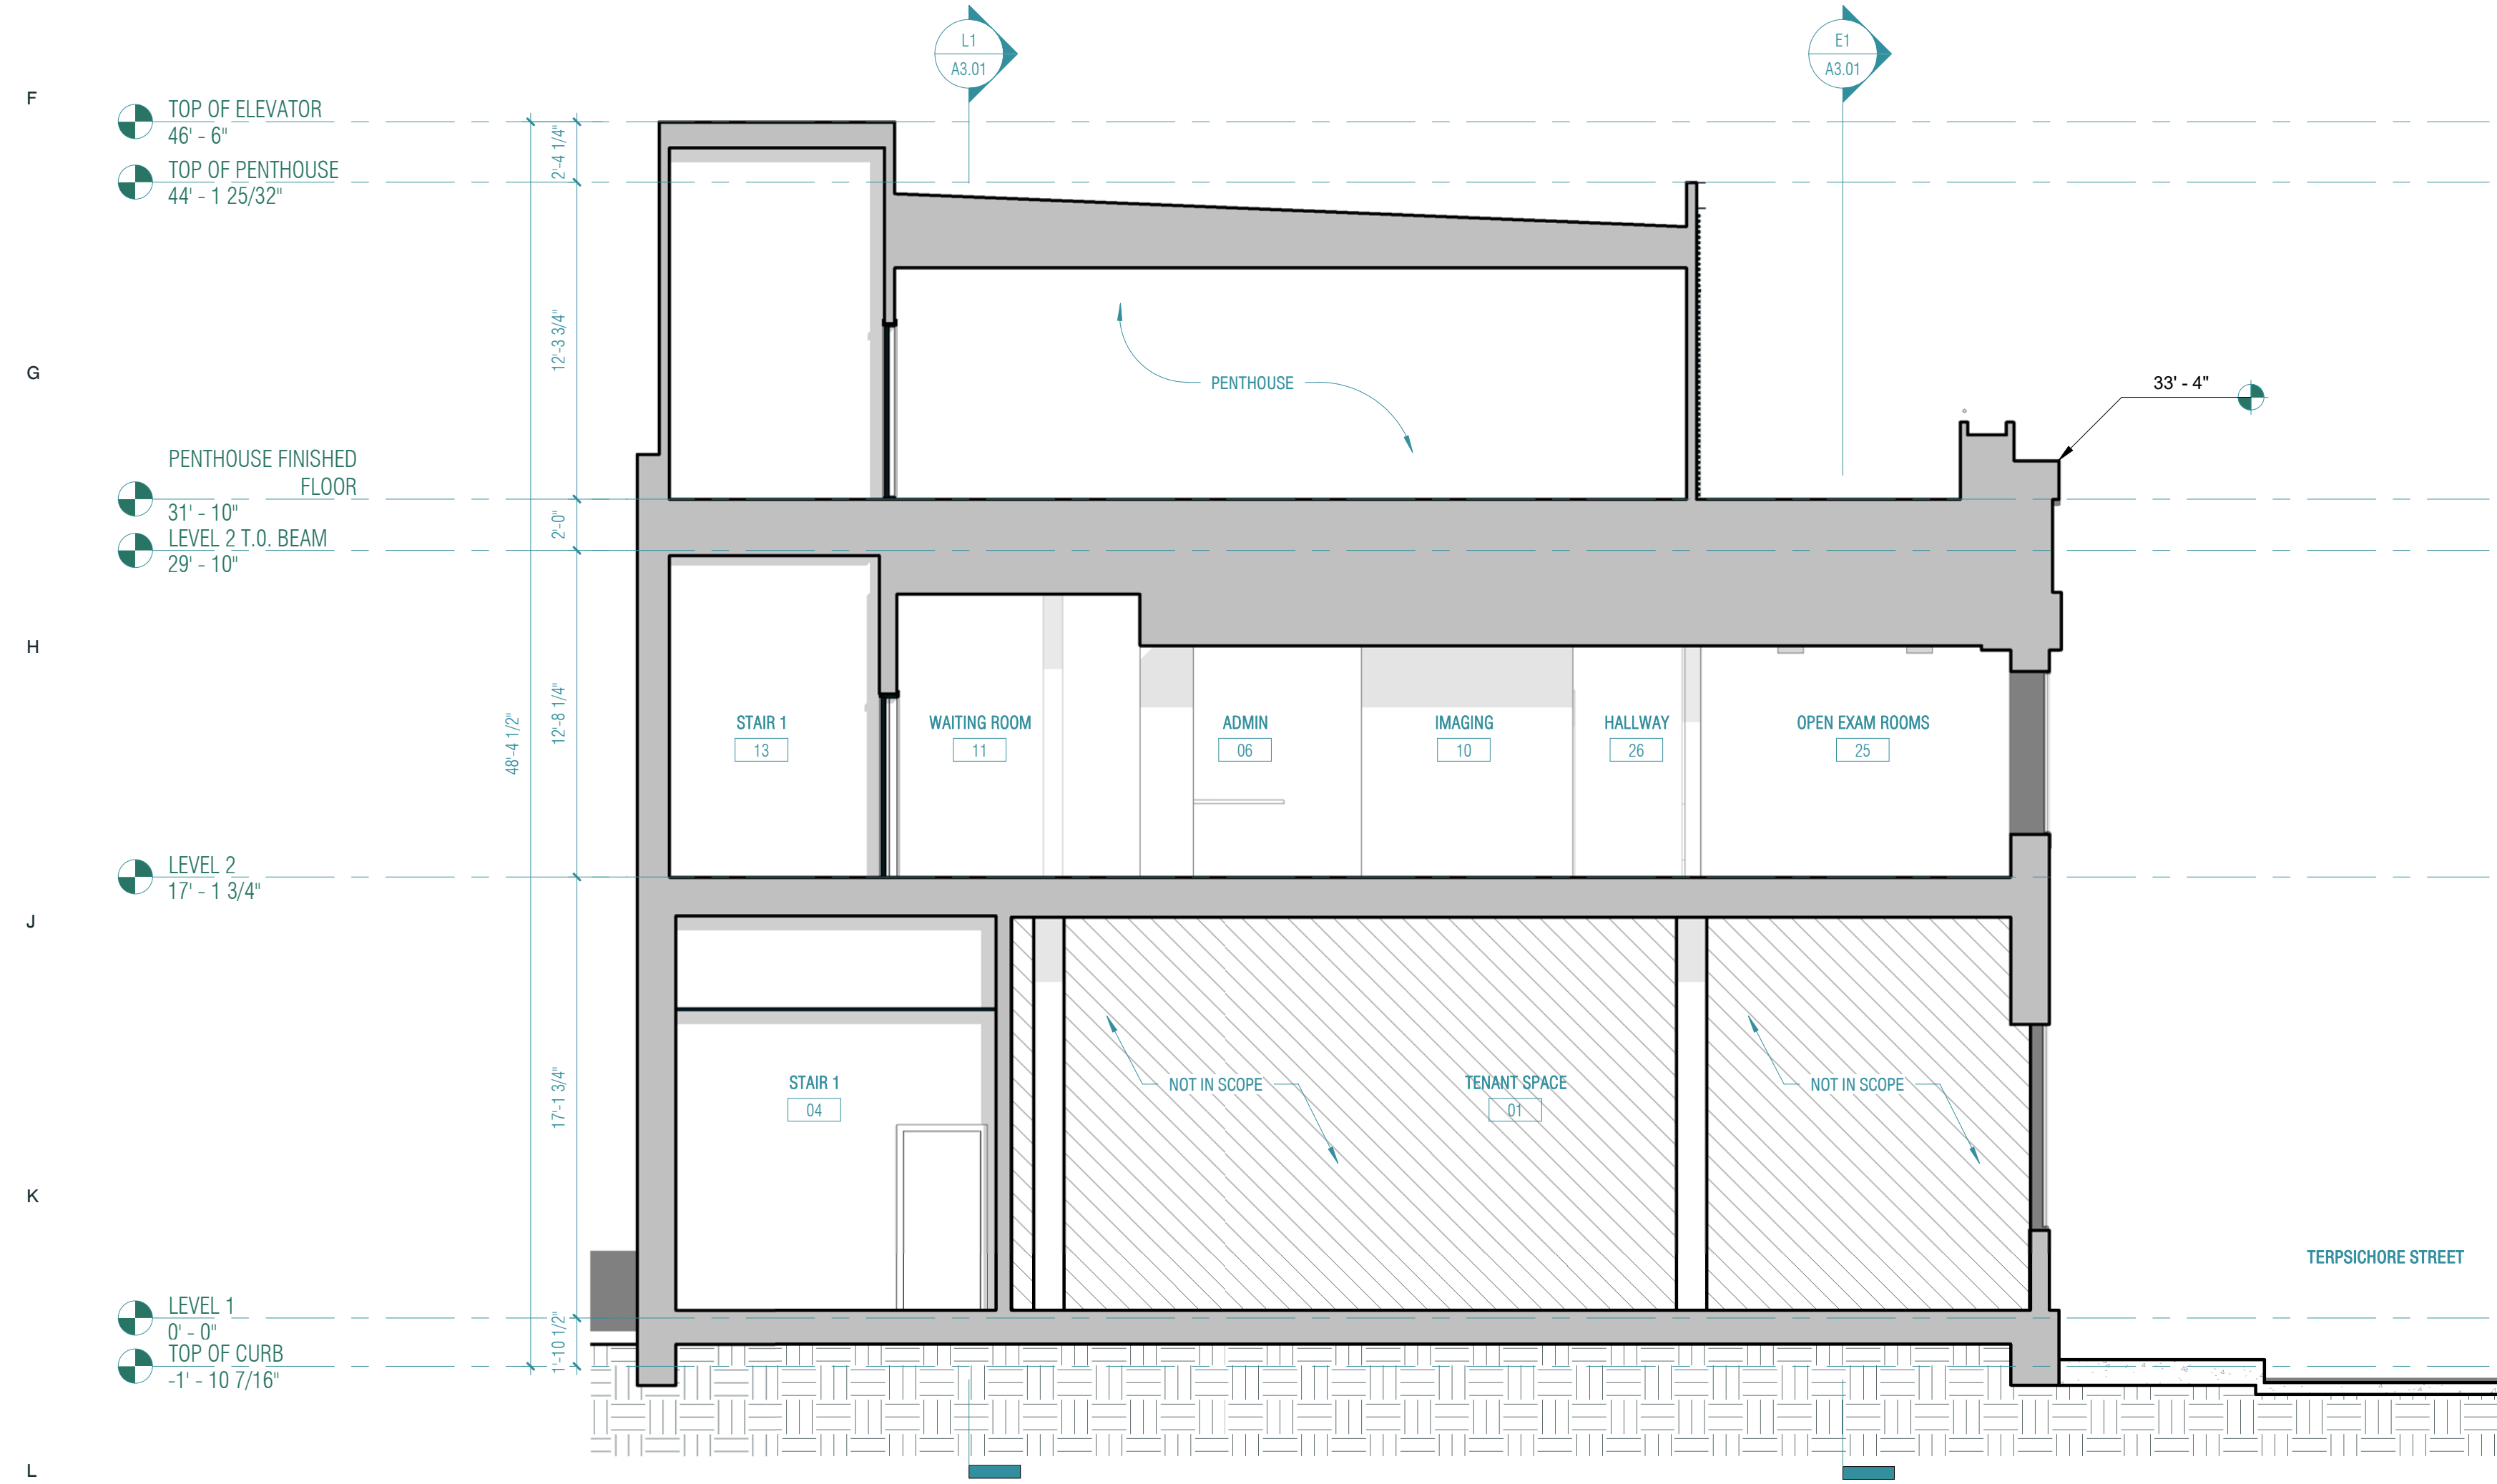 L1
A3.01
E1
A3.01
F
TOP OF ELEVATOR
46' - 6"
2'-4 1/4"
TOP OF PENTHOUSE
44' - 1 25/32"
12'-3 3/4"
G
PENTHOUSE
33' - 4"
PENTHOUSE FINISHED
FLOOR
31' - 10"
2'-0"
LEVEL 2 T.O. BEAM
29' - 10"
H
48'-4 1/2"
12'-8 1/4"
STAIR 1
13
WAITING ROOM
11
ADMIN
06
IMAGING
10
HALLWAY
26
OPEN EXAM ROOMS
25
LEVEL 2
17' - 1 3/4"
J
17'-1 3/4"
STAIR 1
04
NOT IN SCOPE
TENANT SPACE
01
NOT IN SCOPE
K
TERPSICHORE STREET
LEVEL 1
0' - 0"
1'-10 1/2"
TOP OF CURB
-1' - 10 7/16"
L